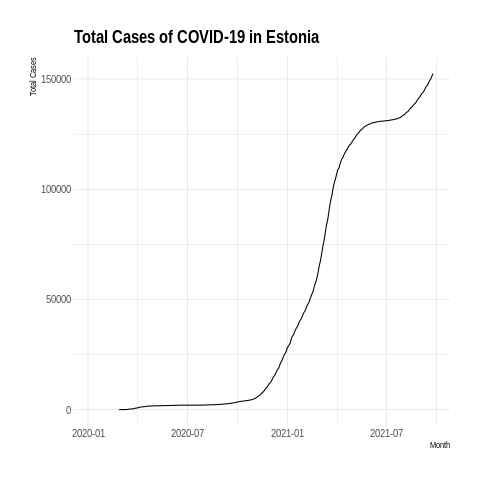 Total Cases of COVID-19 in Estonia
Total Cases
150000
100000
50000
0
2020-01 2020-07 2021-01 2021-07
Month